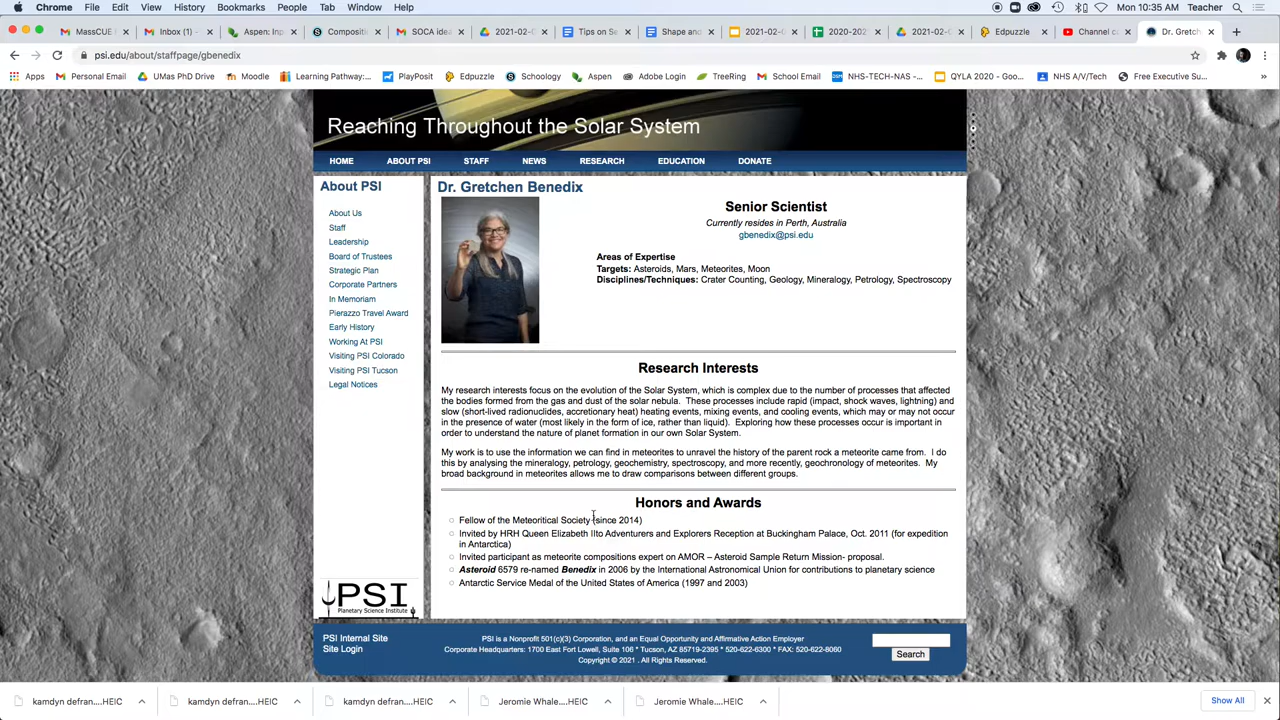 Chrome File Edit View History Bookmarks People Tab Window Help Mon 10:35 AM Teacher
MassCUE Inbox (1) - Aspen: Inp Compositi SOCA idea 2021-02- Tips on Se Shape and 2021-02- 2020-202 2021-02- Edpuzzle Channel co Dr. Gretch
psi.edu/about/staffpage/gbenedix
Apps Personal Email UMas PhD Drive Moodle Learning Pathway:... PlayPosit Edpuzzle Schoology Aspen Adobe Login TreeRing School Email NHS-TECH-NAS -... QYLA 2020 - Goo... NHS A/V/Tech Free Executive Su... »
Reaching Throughout the Solar System
HOME ABOUT PSI STAFF NEWS RESEARCH EDUCATION DONATE
About PSI
About Us
Staff
Leadership
Board of Trustees
Strategic Plan
Corporate Partners
In Memoriam
Pierazzo Travel Award
Early History
Working At PSI
Visiting PSI Colorado
Visiting PSI Tucson
Legal Notices
PSI
Planetary Science Institute
Dr. Gretchen Benedix
Senior Scientist
Currently resides in Perth, Australia
gbenedix@psi.edu
Areas of Expertise
Targets: Asteroids, Mars, Meteorites, Moon
Disciplines/Techniques: Crater Counting, Geology, Mineralogy, Petrology, Spectroscopy
Research Interests
My research interests focus on the evolution of the Solar System, which is complex due to the number of processes that affected
the bodies formed from the gas and dust of the solar nebula. These processes include rapid (impact, shock waves, lightning) and
slow (short-lived radionuclides, accretionary heat) heating events, mixing events, and cooling events, which may or may not occur
in the presence of water (most likely in the form of ice, rather than liquid). Exploring how these processes occur is important in
order to understand the nature of planet formation in our own Solar System.
My work is to use the information we can find in meteorites to unravel the history of the parent rock a meteorite came from. I do
this by analysing the mineralogy, petrology, geochemistry, spectroscopy, and more recently, geochronology of meteorites. My
broad background in meteorites allows me to draw comparisons between different groups.
Honors and Awards
Fellow of the Meteoritical Society (since 2014)
Invited by HRH Queen Elizabeth IIto Adventurers and Explorers Reception at Buckingham Palace, Oct. 2011 (for expedition
in Antarctica)
Invited participant as meteorite compositions expert on AMOR – Asteroid Sample Return Mission- proposal.
Asteroid 6579 re-named Benedix in 2006 by the International Astronomical Union for contributions to planetary science
Antarctic Service Medal of the United States of America (1997 and 2003)
PSI Internal Site
Site Login
PSI is a Nonprofit 501(c)(3) Corporation, and an Equal Opportunity and Affirmative Action Employer
Corporate Headquarters: 1700 East Fort Lowell, Suite 106 * Tucson, AZ 85719-2395 * 520-622-6300 * FAX: 520-622-8060
Copyright © 2021 . All Rights Reserved.
Search
kamdyn defran....HEIC kamdyn defran....HEIC kamdyn defran....HEIC Jeromie Whale....HEIC Jeromie Whale....HEIC Show All